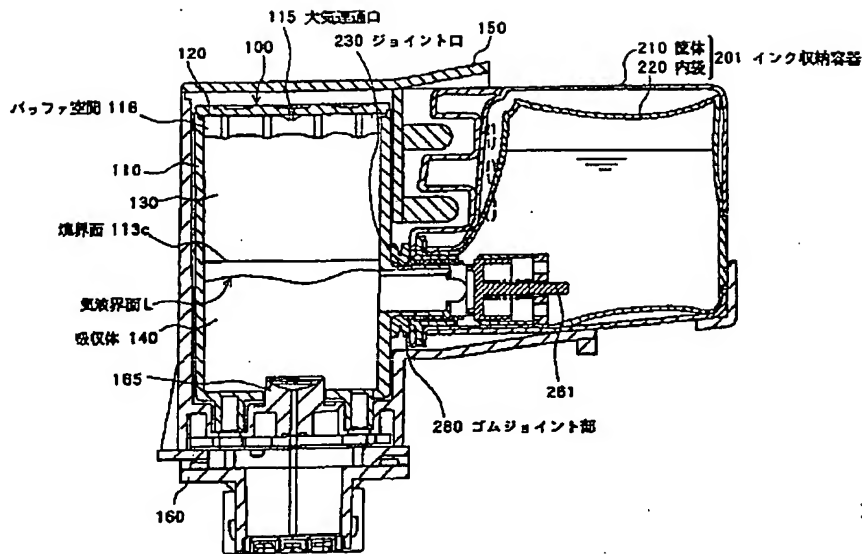 115 大気連通口
230 ジョイント口
150
100
120
210 筐体
220 内袋
201 インク収納容器
バッファ空間 116
110
130
境界面 113c
気液界面 L
吸収体 140
165
261
280 ゴムジョイント部
160